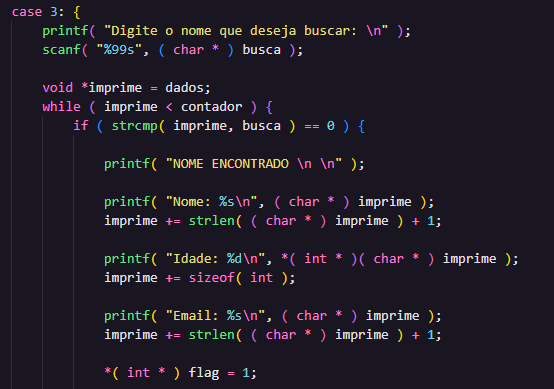 case 3: {
printf( "Digite o nome que deseja buscar: \n" );
scanf( "%99s", ( char * ) busca );
void *imprime = dados;
while ( imprime < contador ) {
if ( strcmp( imprime, busca ) == 0 ) {
printf( "NOME ENCONTRADO \n \n" );
printf( "Nome: %s\n", ( char * ) imprime );
imprime += strlen( ( char * ) imprime ) + 1;
printf( "Idade: %d\n", *( int * )( char * ) imprime );
imprime += sizeof( int );
printf( "Email: %s\n", ( char * ) imprime );
imprime += strlen( ( char * ) imprime ) + 1;
*( int * ) flag = 1;